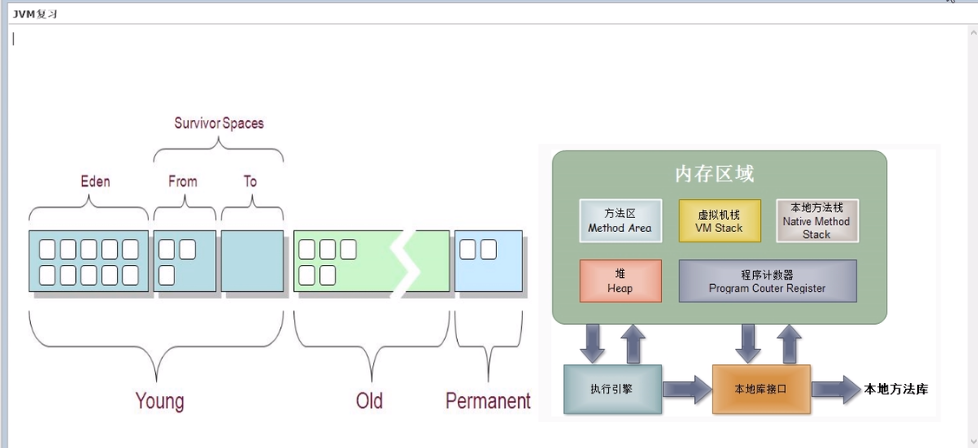 JVM复习
Survivor Spaces
Eden
From
To
Young
Old
Permanent
内存区域
方法区
Method Area
虚拟机栈
VM Stack
本地方法栈
Native Method
Stack
堆
Heap
程序计数器
Program Couter Register
执行引擎
本地库接口
本地方法库